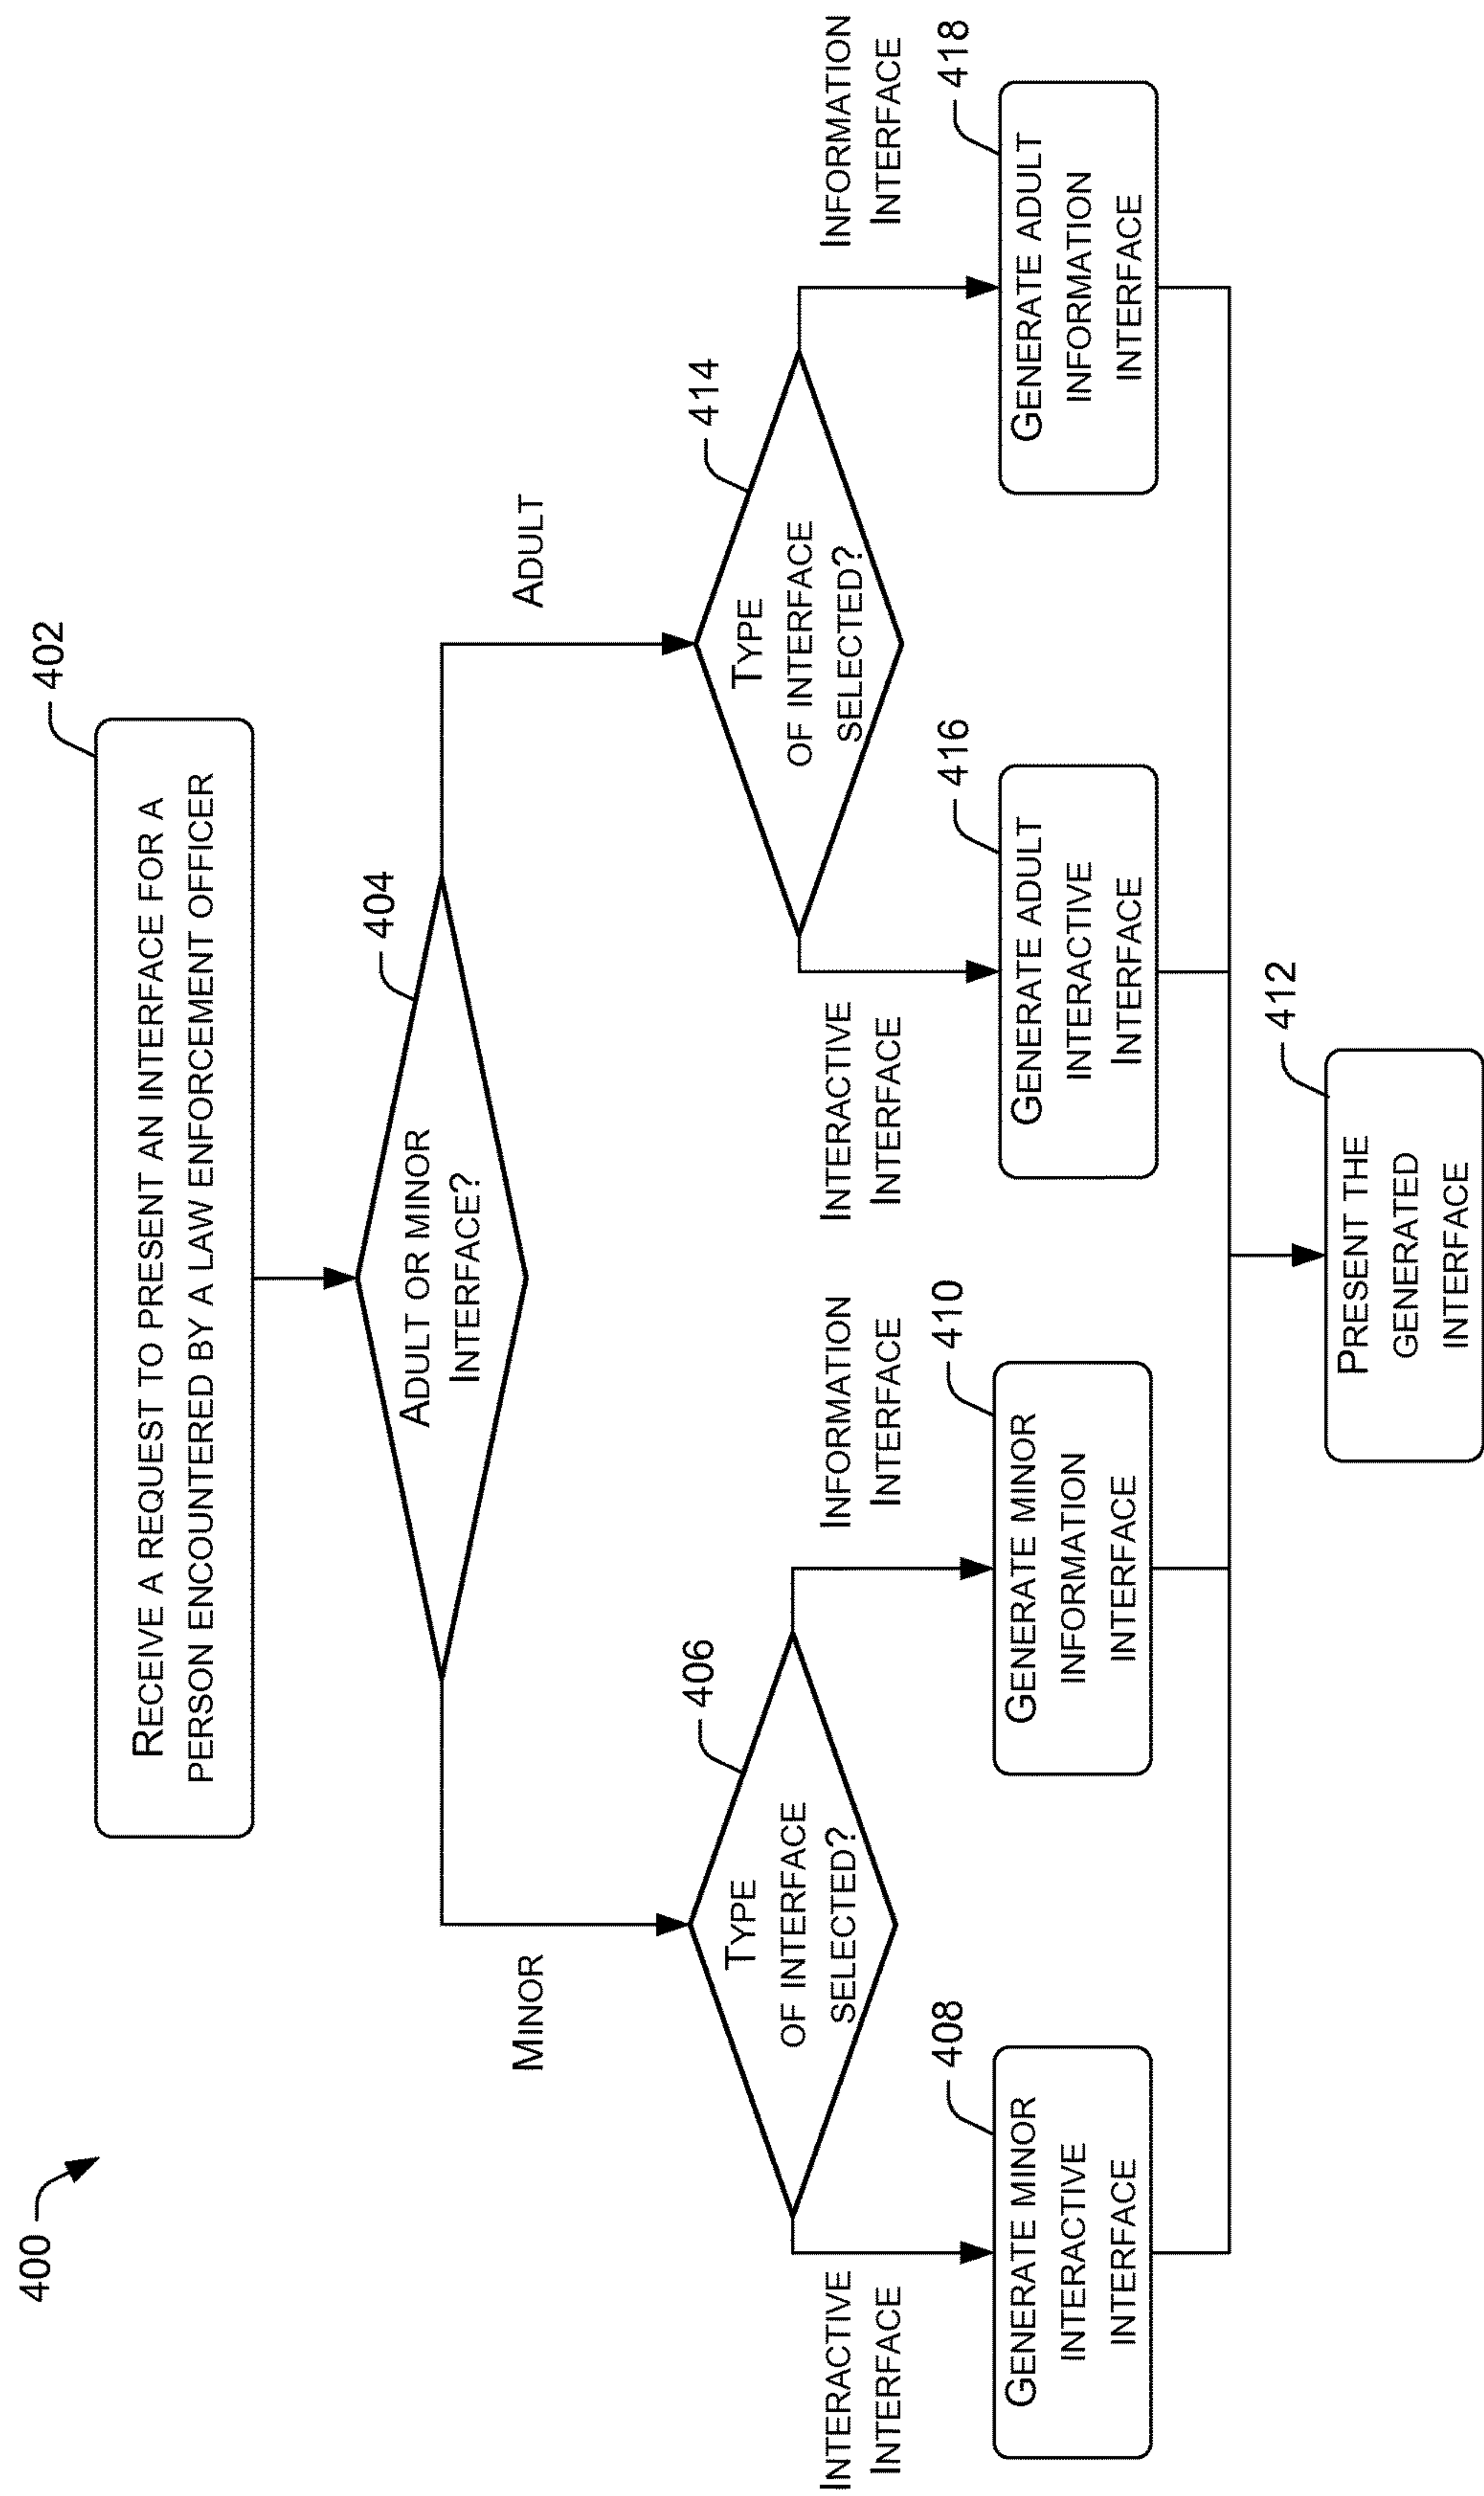 400
402
RECEIVE A REQUEST TO PRESENT AN INTERFACE FOR A
PERSON ENCOUNTERED BY A LAW ENFORCEMENT OFFICER
404
ADULT OR MINOR
INTERFACE?
MINOR
ADULT
406
TYPE
OF INTERFACE
SELECTED?
414
TYPE
OF INTERFACE
SELECTED?
INTERACTIVE
INTERFACE
INFORMATION
INTERFACE
INTERACTIVE
INTERFACE
INFORMATION
INTERFACE
408
GENERATE MINOR
INTERACTIVE
INTERFACE
410
GENERATE MINOR
INFORMATION
INTERFACE
416
GENERATE ADULT
INTERACTIVE
INTERFACE
418
GENERATE ADULT
INFORMATION
INTERFACE
412
PRESENT THE
GENERATED
INTERFACE